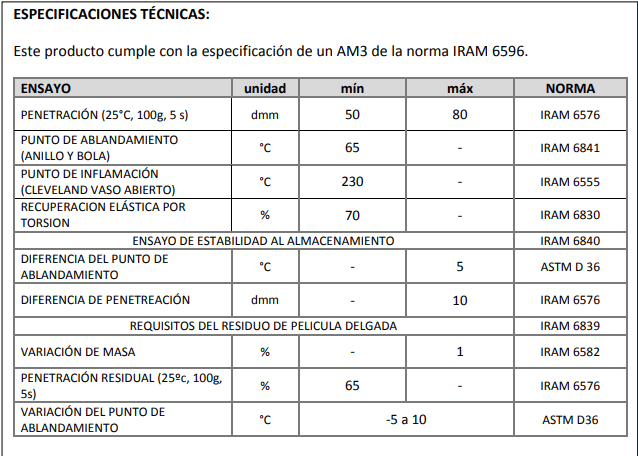 ESPECIFICACIONES TÉCNICAS:
Este producto cumple con la especificación de un AM3 de la norma IRAM 6596.
ENSAYO unidad mín máx NORMA
PENETRACIÓN (25°C, 100g, 5 s) dmm 50 80 IRAM 6576
PUNTO DE ABLANDAMIENTO
(ANILLO Y BOLA) °C 65 - IRAM 6841
PUNTO DE INFLAMACIÓN
(CLEVELAND VASO ABIERTO) °C 230 - IRAM 6555
RECUPERACION ELÁSTICA POR
TORSION % 70 - IRAM 6830
ENSAYO DE ESTABILIDAD AL ALMACENAMIENTO IRAM 6840
DIFERENCIA DEL PUNTO DE
ABLANDAMIENTO °C - 5 ASTM D 36
DIFERENCIA DE PENETREACIÓN dmm - 10 IRAM 6576
REQUISITOS DEL RESIDUO DE PELICULA DELGADA IRAM 6839
VARIACIÓN DE MASA % - 1 IRAM 6582
PENETRACIÓN RESIDUAL (25ºc, 100g,
5s) % 65 - IRAM 6576
VARIACIÓN DEL PUNTO DE
ABLANDAMIENTO °C -5 a 10 ASTM D36